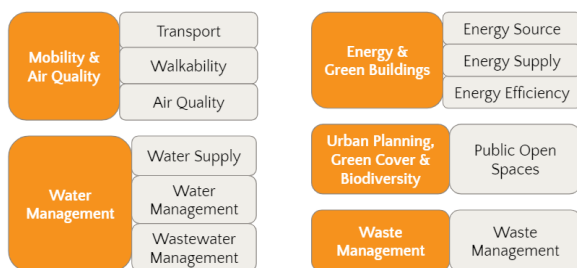 Mobility &
Air Quality
Transport
Walkability
Air Quality
Water
Management
Water Supply
Water
Management
Wastewater
Management
Energy &
Green Buildings
Energy Source
Energy Supply
Energy Efficiency
Urban Planning,
Green Cover &
Biodiversity
Public Open
Spaces
Waste
Management
Waste
Management